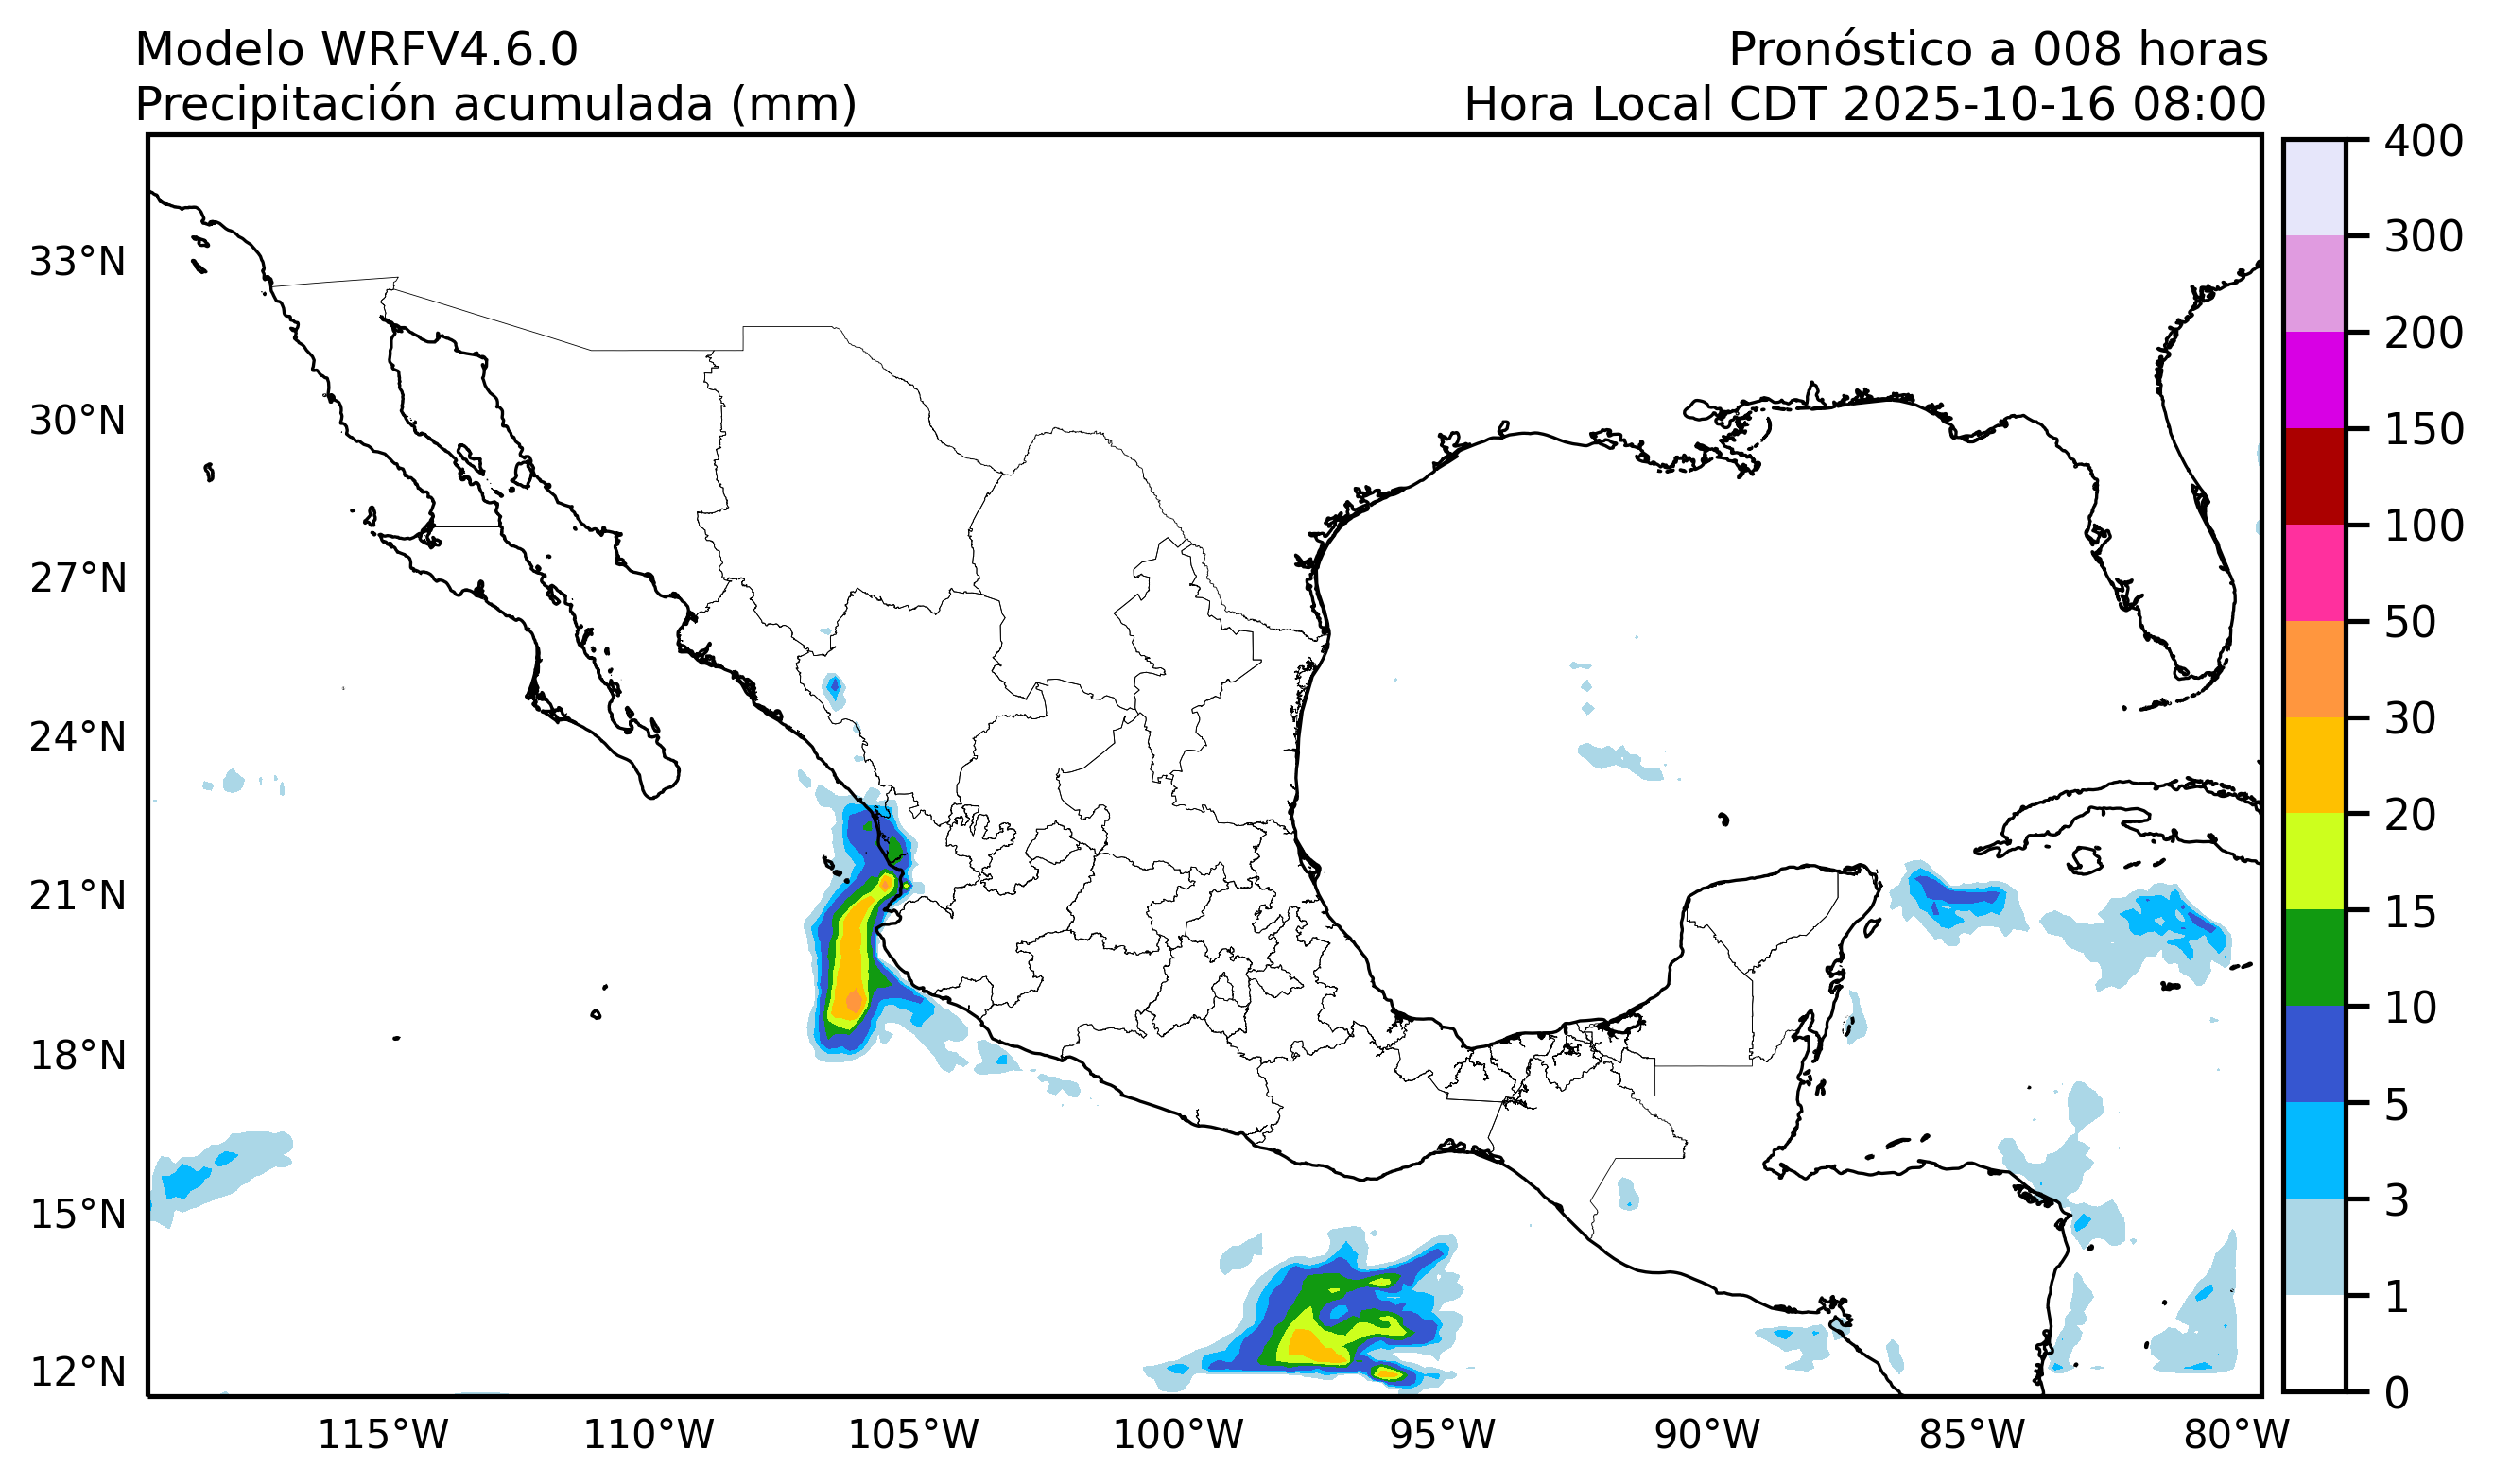 Modelo WRFV4.6.0
Precipitación acumulada (mm)
Pronóstico a 008 horas
Hora Local CDT 2025-10-16 08:00
33°N
30°N
27°N
24°N
21°N
18°N
15°N
12°N
115°W
110°W
105°W
100°W
95°W
90°W
85°W
80°W
400
300
200
150
100
50
30
20
15
10
5
3
1
0